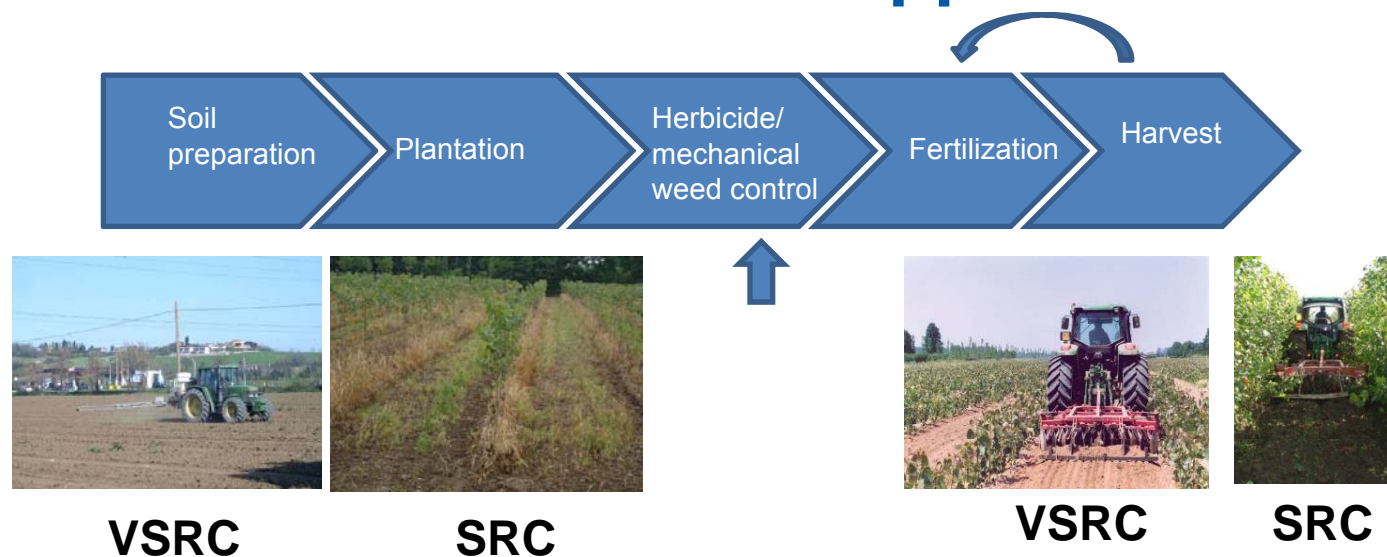 Soil
preparation
Plantation
Herbicide/
mechanical
weed control
Fertilization
Harvest
VSRC
SRC
VSRC
SRC